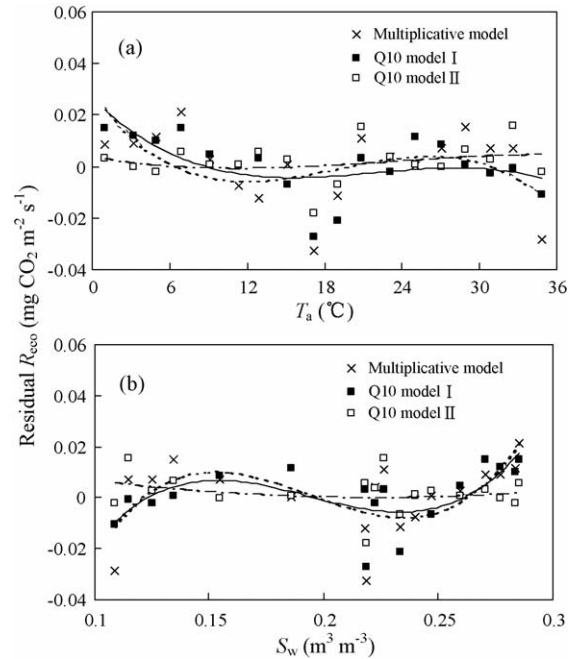 0.06
(a)
× Multiplicative model
■ Q10 model Ⅰ
□ Q10 model Ⅱ
0.04
0.02
0
-0.02
-0.04
0 6 12 18 24 30 36
Ta (℃)
Residual Reco (mg CO2 m-2 s-1)
0.06
(b)
× Multiplicative model
■ Q10 model Ⅰ
□ Q10 model Ⅱ
0.04
0.02
0
-0.02
-0.04
0.1 0.15 0.2 0.25 0.3
Sw (m3 m-3)